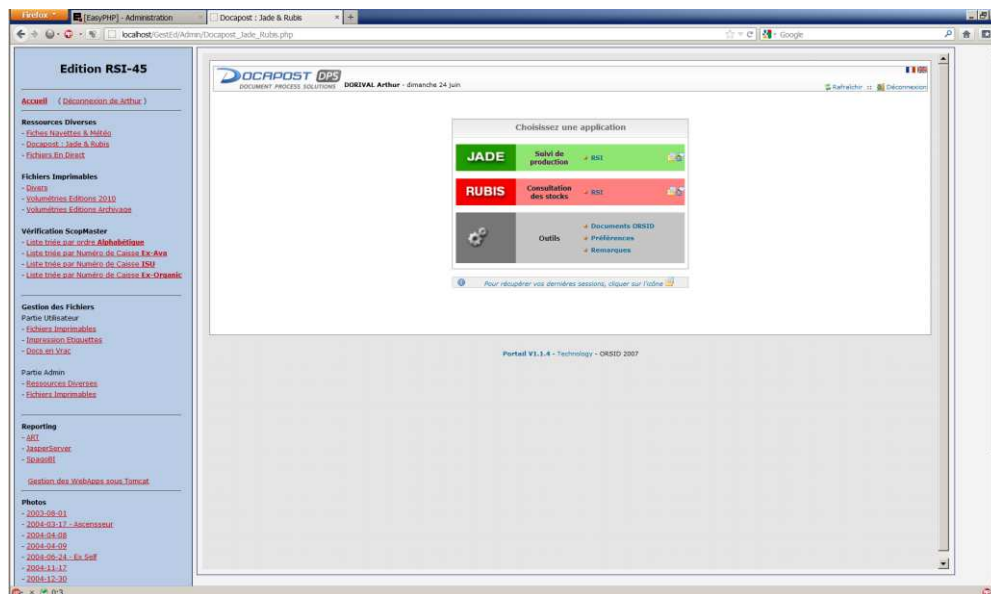 Firefox
[EasyPHP] - Administration
Docapost : Jade & Rubis
localhost/GestEd/Admin/Docapost_Jade_Rubis.php
Google
Edition RSI-45
Accueil ( Déconnexion de Arthur )
Ressources Diverses
- Fiches Navettes & Météo
- Docapost : Jade & Rubis
- Fichiers En Direct
Fichiers Imprimables
- Divers
- Volumétries Editions 2010
- Volumétries Editions Archivage
Vérification ScopMaster
- Liste triée par ordre Alphabétique
- Liste triée par Numéro de Caisse Ex-Ava
- Liste triée par Numéro de Caisse ISU
- Liste triée par Numéro de Caisse Ex-Organic
Gestion des Fichiers
Partie Utilisateur
- Fichiers Imprimables
- Impression Etiquettes
- Docs en Vrac
Partie Admin
- Ressources Diverses
- Fichiers Imprimables
Reporting
- ART
- JasperServer
- SpagoBI
Gestion des WebApps sous Tomcat
Photos
- 2003-08-01
- 2004-03-17 - Ascensseur
- 2004-04-08
- 2004-04-09
- 2004-06-24 - Ex Self
- 2004-11-17
- 2004-12-30
DOCAPOST DPS
DOCUMENT PROCESS SOLUTIONS
DORIVAL Arthur - dimanche 24 juin
Rafraîchir :: Déconnexion
Choisissez une application
JADE
Suivi de production
RSI
RUBIS
Consultation des stocks
RSI
Outils
Documents ORSID
Préférences
Remarques
Pour récupérer vos dernières sessions, cliquer sur l'icône
Portail V1.1.4 - Technology - ORSID 2007
0:3